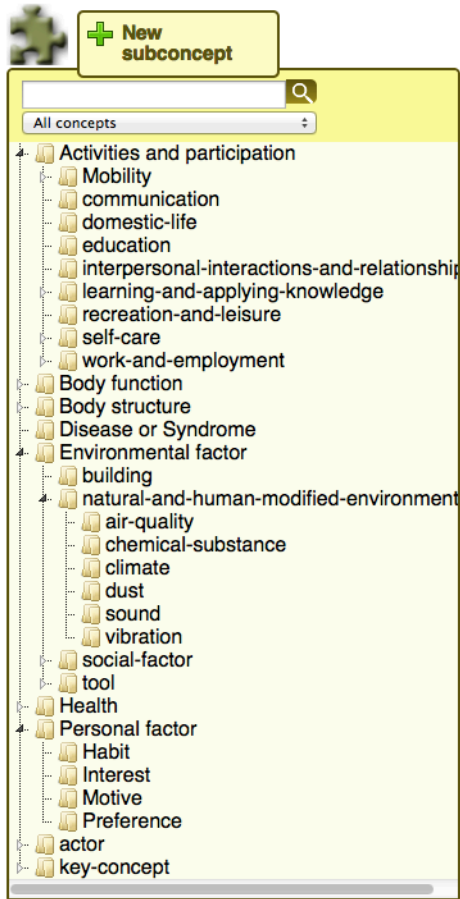 New
subconcept
All concepts
Activities and participation
Mobility
communication
domestic-life
education
interpersonal-interactions-and-relationship
learning-and-applying-knowledge
recreation-and-leisure
self-care
work-and-employment
Body function
Body structure
Disease or Syndrome
Environmental factor
building
natural-and-human-modified-environment
air-quality
chemical-substance
climate
dust
sound
vibration
social-factor
tool
Health
Personal factor
Habit
Interest
Motive
Preference
actor
key-concept